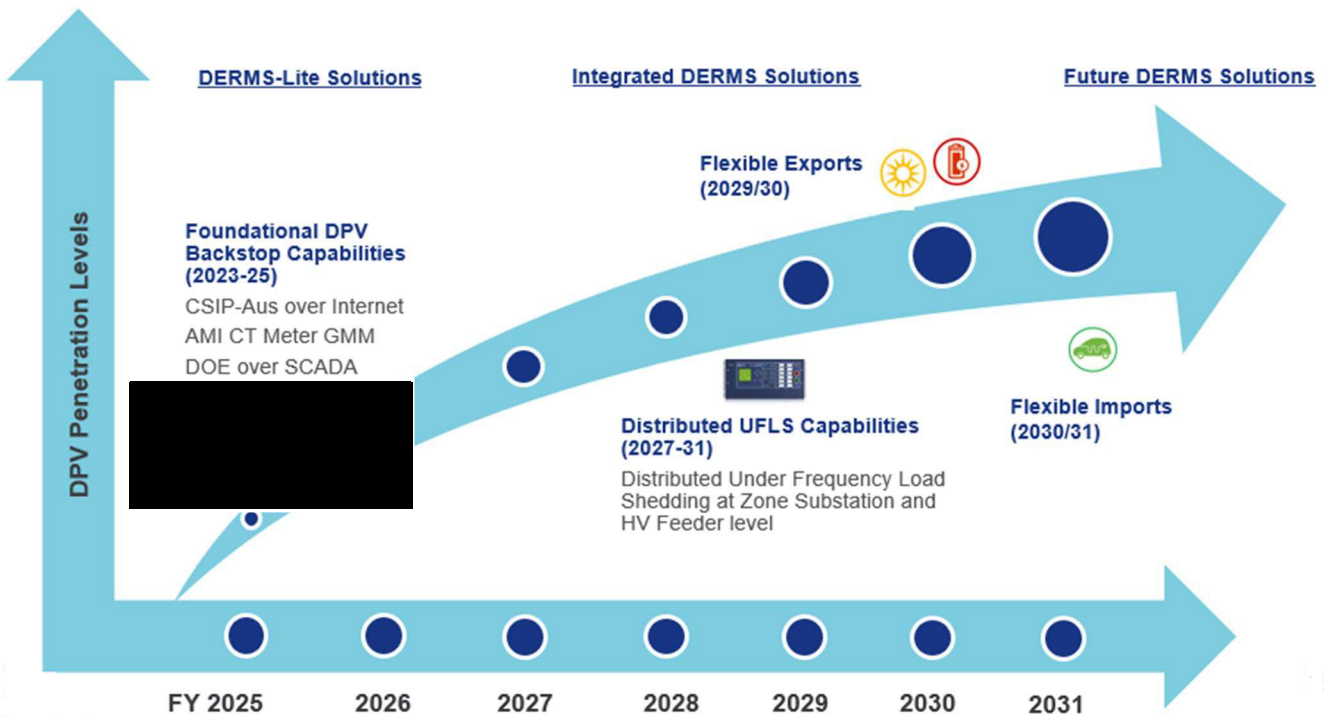 DERMS-Lite Solutions
Integrated DERMS Solutions
Future DERMS Solutions
DPV Penetration Levels
Flexible Exports
(2029/30)
Foundational DPV
Backstop Capabilities
(2023-25)
CSIP-Aus over Internet
AMI CT Meter GMM
DOE over SCADA
Flexible Imports
(2030/31)
Distributed UFLS Capabilities
(2027-31)
Distributed Under Frequency Load
Shedding at Zone Substation and
HV Feeder level
FY 2025
2026
2027
2028
2029
2030
2031